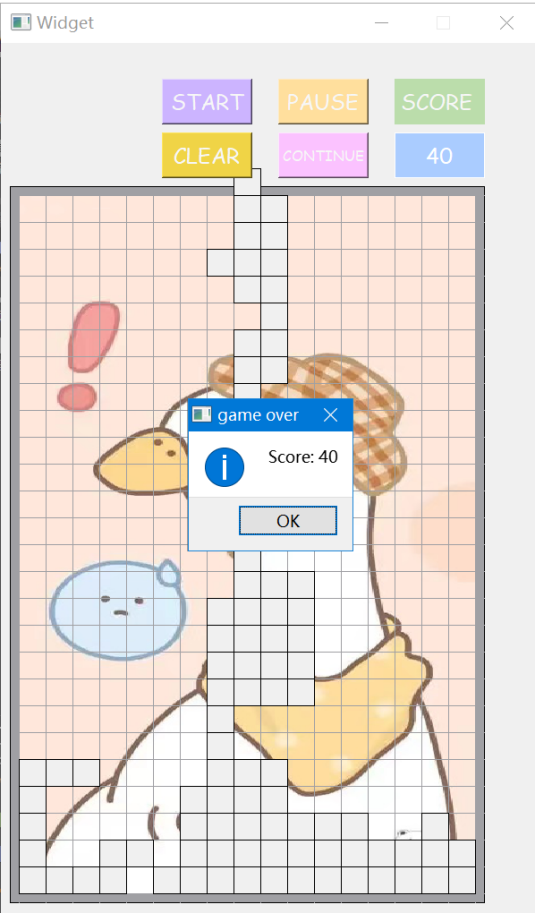 Widget
START
PAUSE
SCORE
CLEAR
CONTINUE
40
game over
Score: 40
OK